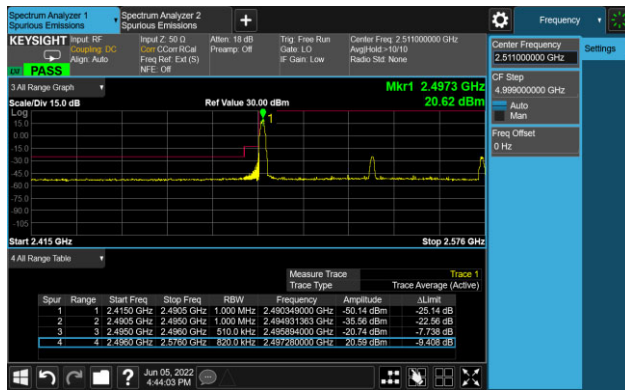 Spectrum Analyzer 1
Spurious Emissions
Spectrum Analyzer 2
Spurious Emissions
Frequency
KEYSIGHT
Input: RF
Coupling: DC
Align: Auto
Input Z: 50 Ω
Corr CCorr RCal
Freq Ref: Ext (S)
NFE: Off
Atten: 18 dB
Preamp: Off
Trig: Free Run
Gate: LO
IF Gain: Low
Center Freq: 2.511000000 GHz
Avg|Hold:>10/10
Radio Std: None
PASS
Center Frequency
2.511000000 GHz
Settings
CF Step
4.999000000 GHz
Auto
Man
Freq Offset
0 Hz
3 All Range Graph
Mkr1 2.4973 GHz
20.62 dBm
Scale/Div 15.0 dB
Ref Value 30.00 dBm
Log
15.0
0.00
-15.0
-30.0
-45.0
-60.0
-75.0
-90.0
-105
1
Start 2.415 GHz
Stop 2.576 GHz
4 All Range Table
Measure Trace Trace 1
Trace Type Trace Average (Active)
Spur Range Start Freq Stop Freq RBW Frequency Amplitude ΔLimit
1 1 2.4150 GHz 2.4905 GHz 1.000 MHz 2.490349000 GHz -50.14 dBm -25.14 dB
2 2 2.4905 GHz 2.4950 GHz 1.000 MHz 2.494931363 GHz -35.56 dBm -22.56 dB
3 3 2.4950 GHz 2.4960 GHz 510.0 kHz 2.495894000 GHz -20.74 dBm -7.738 dB
4 4 2.4960 GHz 2.5760 GHz 820.0 kHz 2.497280000 GHz 20.59 dBm -9.408 dB
Jun 05, 2022
4:44:03 PM